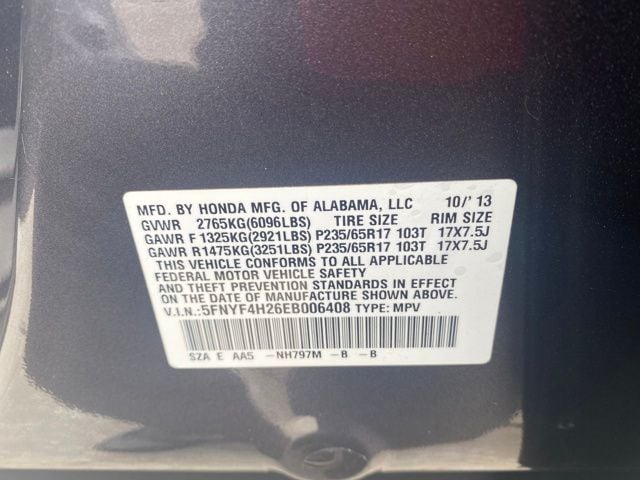 MFD. BY HONDA MFG. OF ALABAMA, LLC 10/'13
GVWR 2765KG(6096LBS) TIRE SIZE RIM SIZE
GAWR F 1325KG(2921LBS) P235/65R17 103T 17X7.5J
GAWR R1475KG(3251LBS) P235/65R17 103T 17X7.5J
THIS VEHICLE CONFORMS TO ALL APPLICABLE
FEDERAL MOTOR VEHICLE SAFETY
AND THEFT PREVENTION STANDARDS IN EFFECT
ON THE DATE OF MANUFACTURE SHOWN ABOVE.
V.I.N.: 5FNYF4H26EB006408 TYPE: MPV
SZA E AA5 -NH797M -B -B